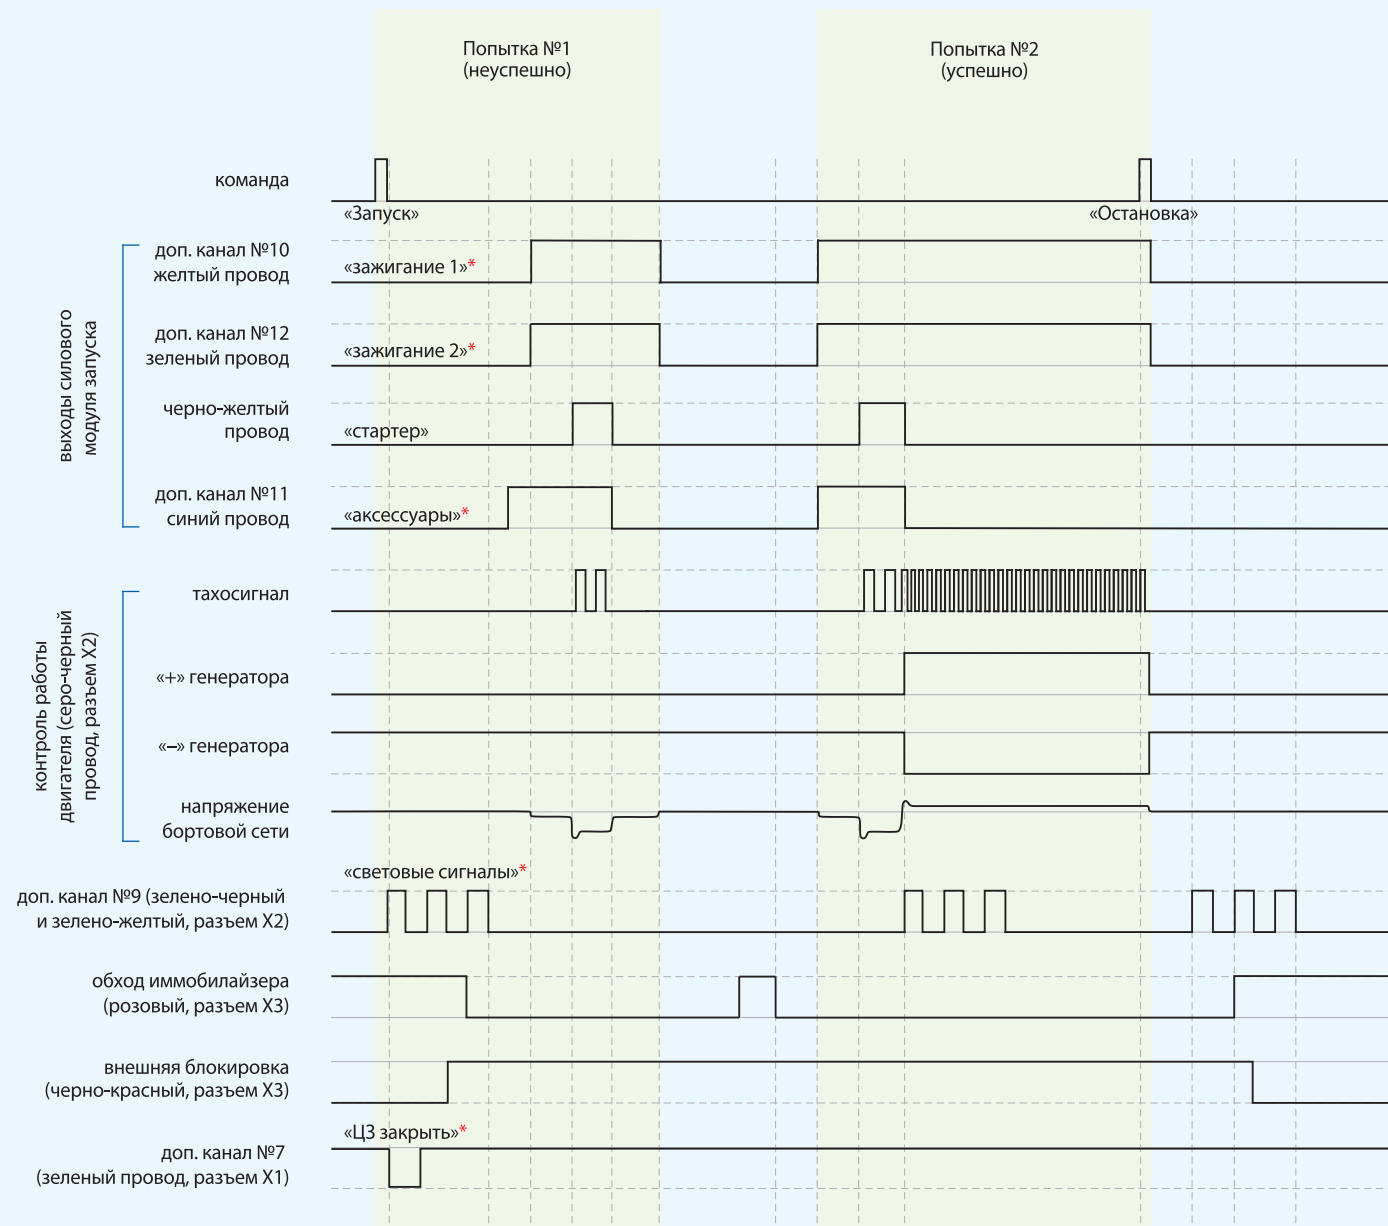 Попытка №1
(неуспешно)
Попытка №2
(успешно)
команда
«Запуск»
«Остановка»
выходы силового
модуля запуска
доп. канал №10
желтый провод
«зажигание 1»*
доп. канал №12
зеленый провод
«зажигание 2»*
черно-желтый
провод
«стартер»
доп. канал №11
синий провод
«аксессуары»*
контроль работы
двигателя (серо-черный
провод, разъем X2)
тахосигнал
«+» генератора
«–» генератора
напряжение
бортовой сети
«световые сигналы»*
доп. канал №9 (зелено-черный
и зелено-желтый, разъем X2)
обход иммобилайзера
(розовый, разъем X3)
внешняя блокировка
(черно-красный, разъем X3)
«ЦЗ закрыть»*
доп. канал №7
(зеленый провод, разъем X1)